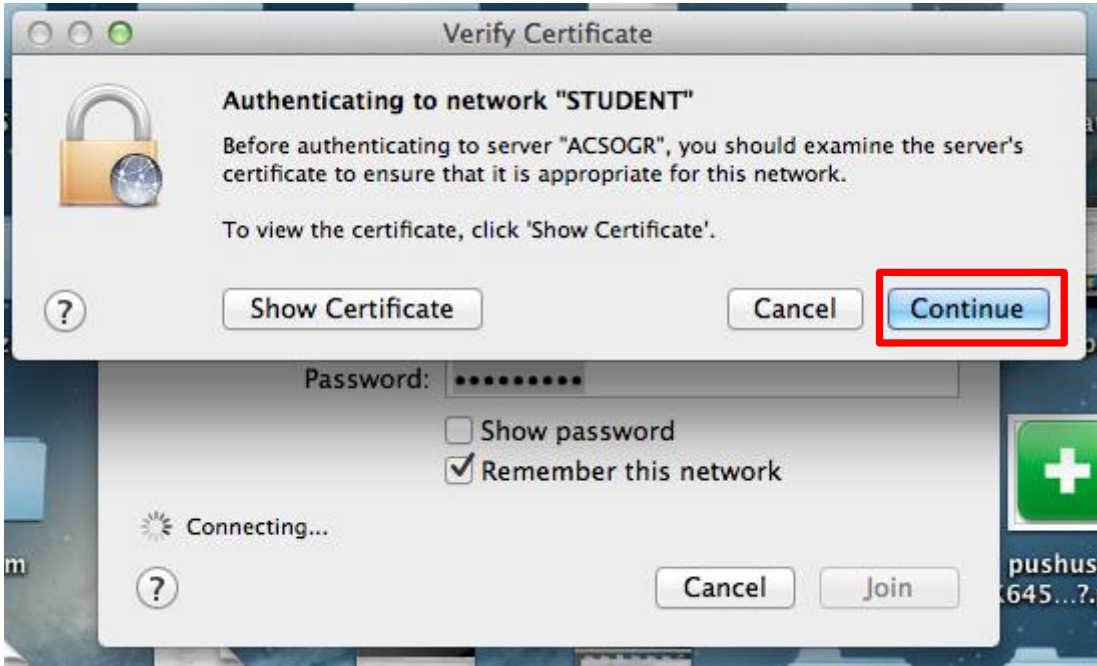 Verify Certificate
Authenticating to network "STUDENT"
Before authenticating to server "ACSOGR", you should examine the server's
certificate to ensure that it is appropriate for this network.
To view the certificate, click 'Show Certificate'.
?
Show Certificate
Cancel
Continue
Password: •••••••••
Show password
Remember this network
Connecting...
m
pushus
645...?.
?
Cancel
Join